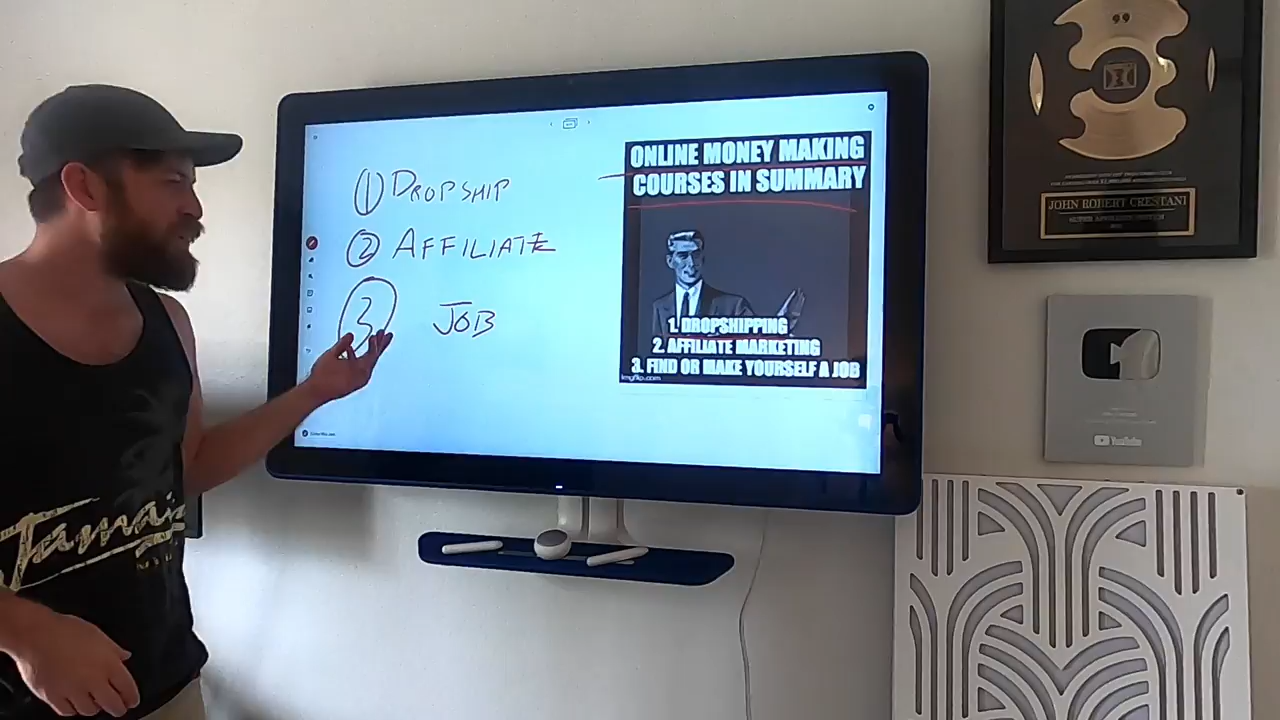 ① DROPSHIP
② AFFILIATE
③ JOB
ONLINE MONEY MAKING
COURSES IN SUMMARY
1. DROPSHIPPING
2. AFFILIATE MARKETING
3. FIND OR MAKE YOURSELF A JOB
imgflip.com
Jamaica
JOHN ROBERT CRESTANI
YouTube